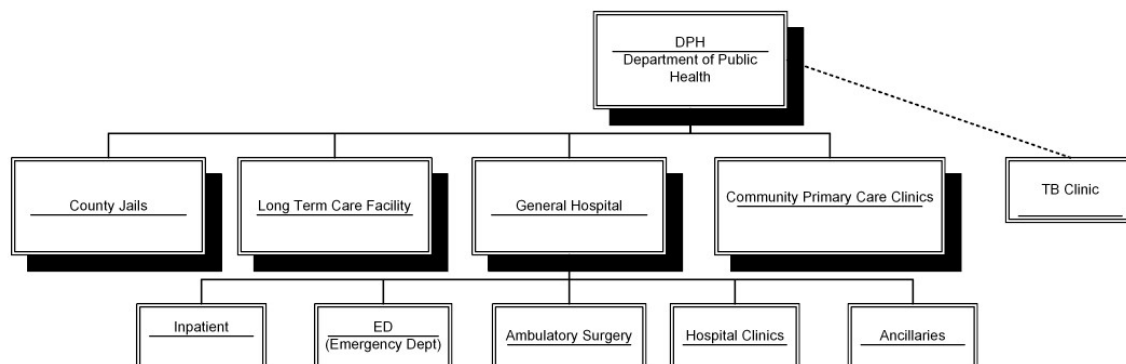 DPH
Department of Public
Health
County Jails
Long Term Care Facility
General Hospital
Community Primary Care Clinics
TB Clinic
Inpatient
ED
(Emergency Dept)
Ambulatory Surgery
Hospital Clinics
Ancillaries